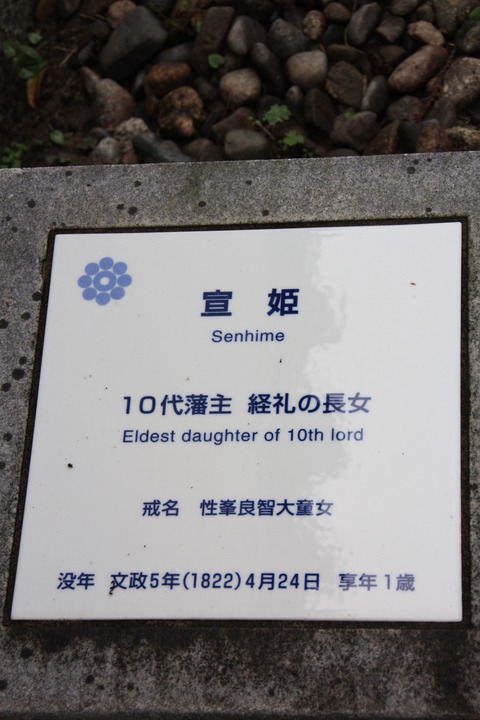 宣　姫
Senhime
10代藩主 経礼の長女
Eldest daughter of 10th lord
戒名　性峯良智大童女
没年　文政5年(1822)4月24日　享年1歳